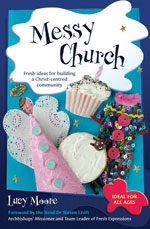 Messy
Church
Fresh ideas for building
a Christ-centred
community
IDEAL FOR
ALL AGES
Lucy Moore
Foreword by the Revd Dr Steven Croft
Archbishops' Missioner and Team Leader of Fresh Expressions